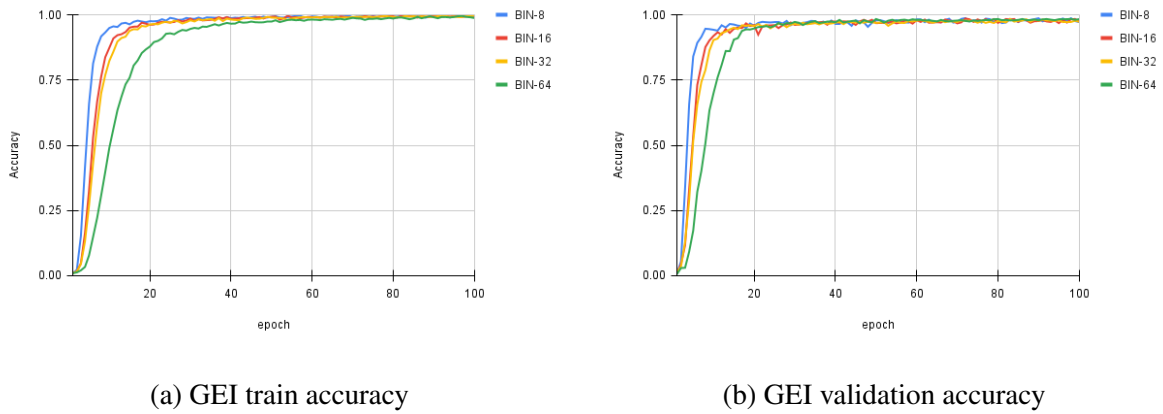 1.00
0.75
0.50
0.25
0.00
Accuracy
20
40
60
80
100
epoch
BIN-8
BIN-16
BIN-32
BIN-64
(a) GEI train accuracy
1.00
0.75
0.50
0.25
0.00
Accuracy
20
40
60
80
100
epoch
BIN-8
BIN-16
BIN-32
BIN-64
(b) GEI validation accuracy